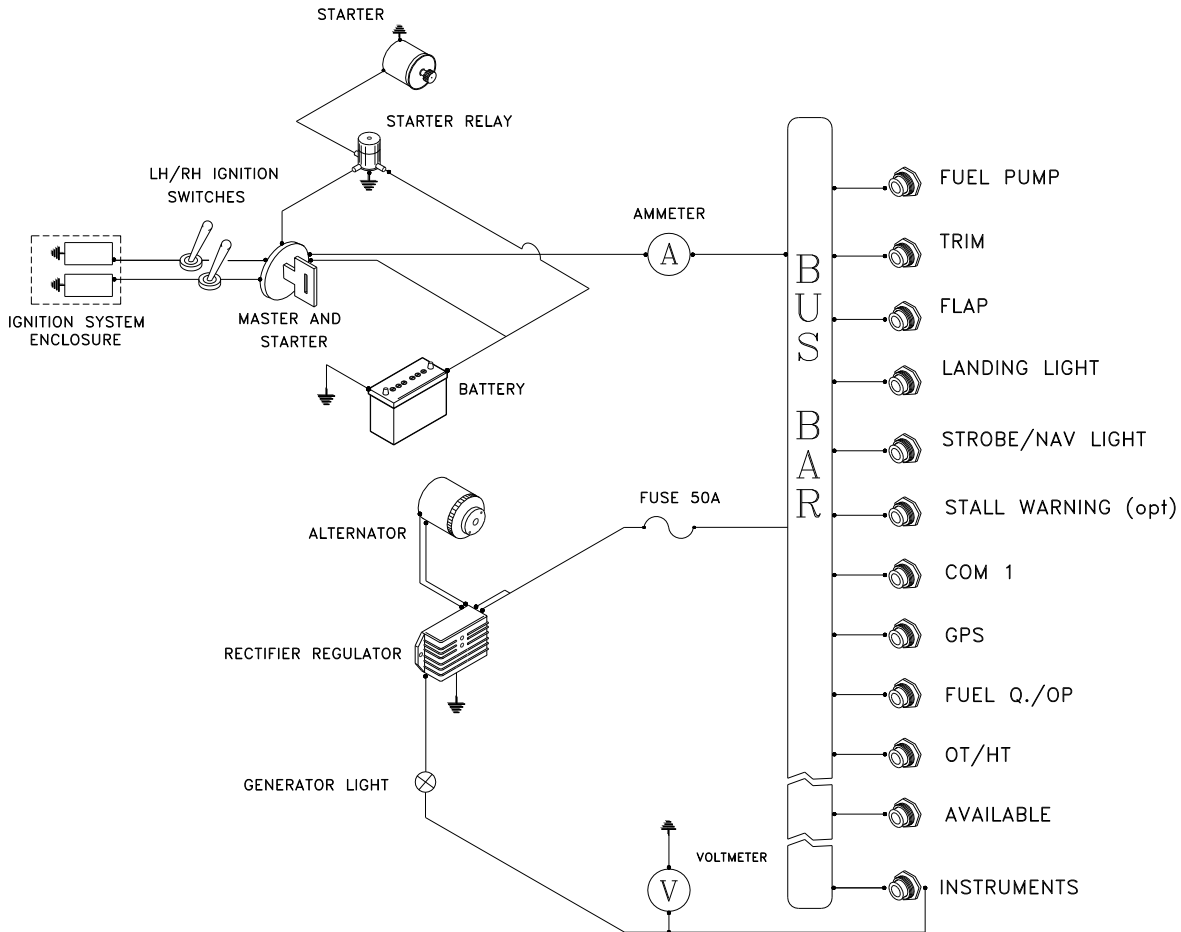 STARTER
STARTER RELAY
LH/RH IGNITION
SWITCHES
AMMETER
A
IGNITION SYSTEM
ENCLOSURE
MASTER AND
STARTER
BATTERY
ALTERNATOR
FUSE 50A
RECTIFIER REGULATOR
GENERATOR LIGHT
VOLTMETER
V
BUS BAR
FUEL PUMP
TRIM
FLAP
LANDING LIGHT
STROBE/NAV LIGHT
STALL WARNING (opt)
COM 1
GPS
FUEL Q./OP
OT/HT
AVAILABLE
INSTRUMENTS